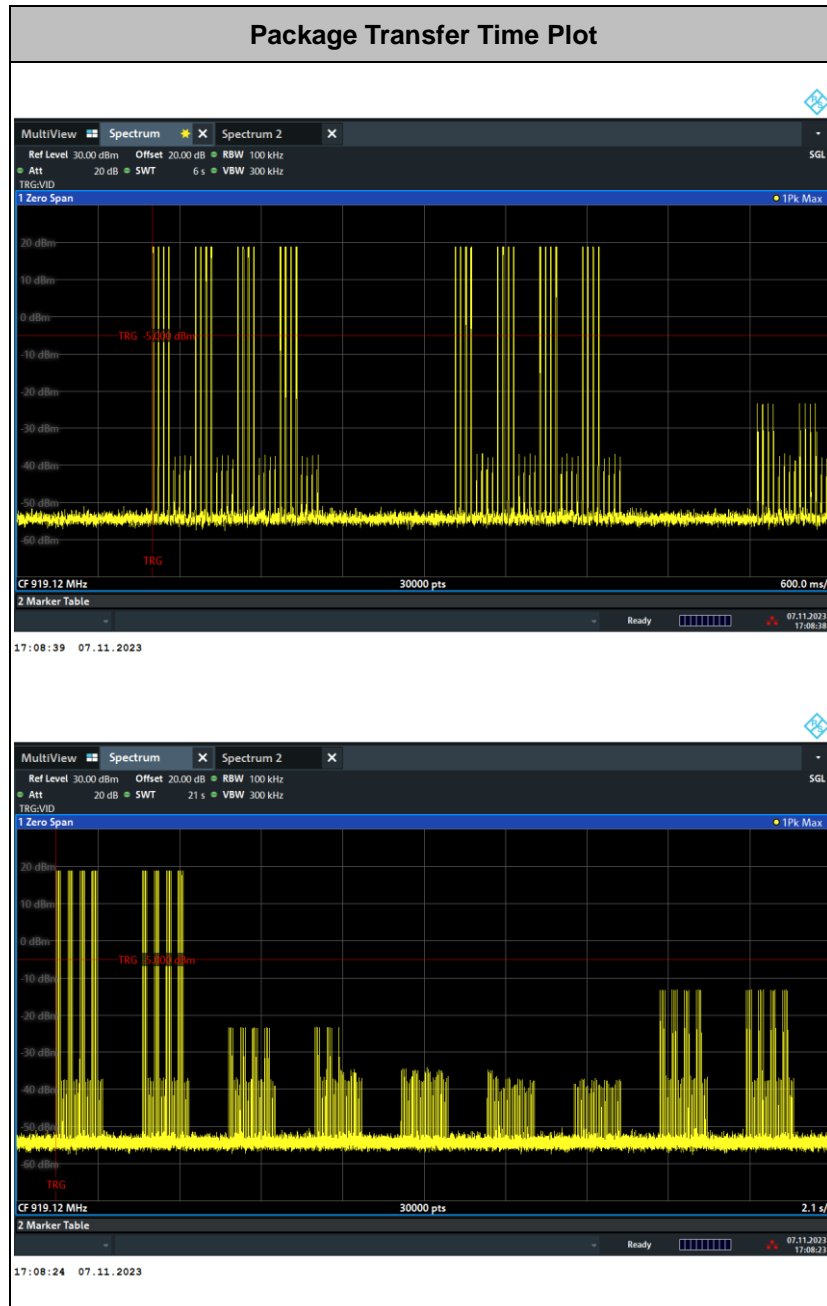 Package Transfer Time Plot
MultiView Spectrum Spectrum 2
Ref Level 30.00 dBm Offset 20.00 dB RBW 100 kHz SGL
Att 20 dB SWT 6 s VBW 300 kHz
TRG:VID
1 Zero Span 1Pk Max
20 dBm
10 dBm
0 dBm
TRG -5.000 dBm
-10 dBm
-20 dBm
-30 dBm
-40 dBm
-50 dBm
-60 dBm
TRG
CF 919.12 MHz 30000 pts 600.0 ms/
2 Marker Table
Ready 07.11.2023
17:08:38
17:08:39 07.11.2023
MultiView Spectrum Spectrum 2
Ref Level 30.00 dBm Offset 20.00 dB RBW 100 kHz SGL
Att 20 dB SWT 21 s VBW 300 kHz
TRG:VID
1 Zero Span 1Pk Max
20 dBm
10 dBm
0 dBm
TRG -5.000 dBm
-10 dBm
-20 dBm
-30 dBm
-40 dBm
-50 dBm
-60 dBm
TRG
CF 919.12 MHz 30000 pts 2.1 s/
2 Marker Table
Ready 07.11.2023
17:08:23
17:08:24 07.11.2023